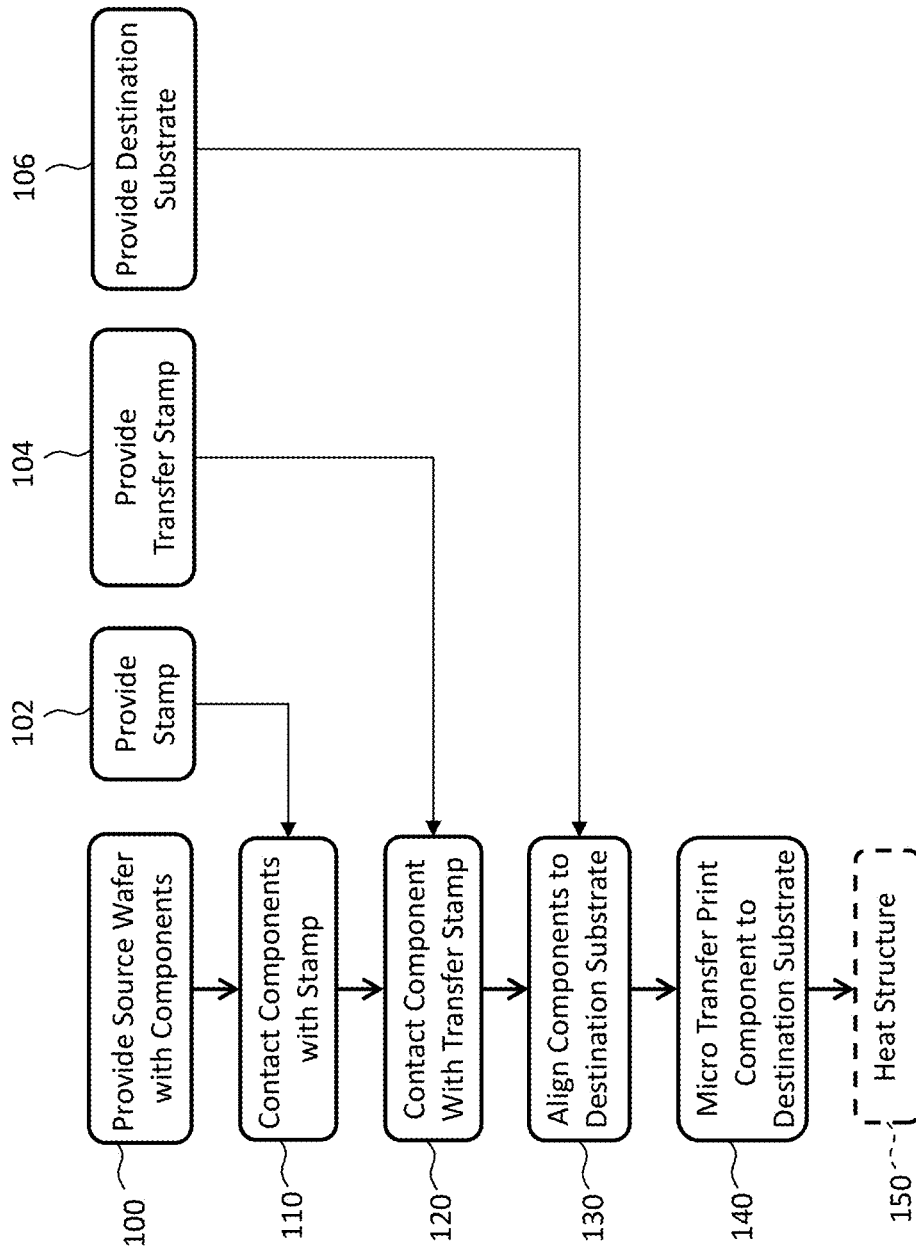 100
Provide Source Wafer
with Components
102
Provide
Stamp
104
Provide
Transfer Stamp
106
Provide Destination
Substrate
110
Contact Components
with Stamp
120
Contact Component
With Transfer Stamp
130
Align Components to
Destination Substrate
140
Micro Transfer Print
Component to
Destination Substrate
150
Heat Structure